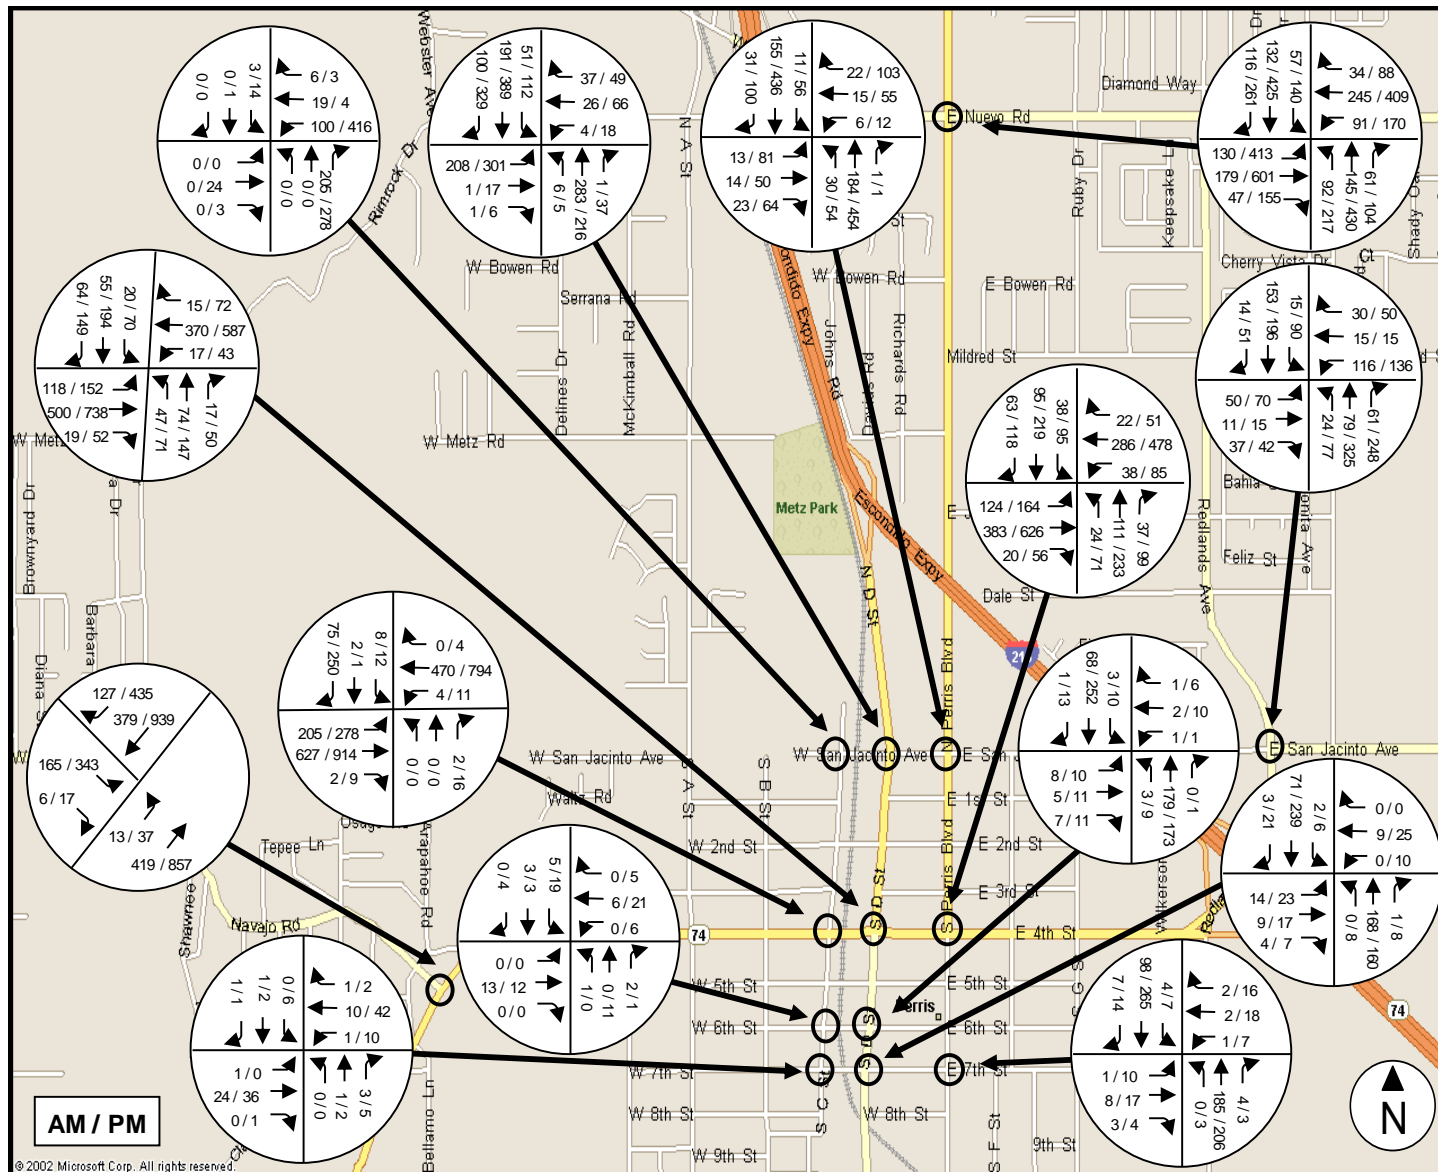 Webster Ave
Rimrock Dr
N A St
E Nuevo Rd
Diamond Way
Ruby Dr
Cherry Vista Dr
6 / 3
19 / 4
100 / 416
3 / 14
0 / 1
0 / 0
0 / 0
0 / 24
0 / 3
0 / 0
0 / 0
205 / 278
37 / 49
26 / 66
4 / 18
51 / 112
191 / 389
100 / 329
208 / 301
1 / 17
1 / 6
6 / 5
283 / 216
1 / 37
22 / 103
15 / 55
6 / 12
11 / 56
155 / 436
31 / 100
13 / 81
14 / 50
23 / 64
30 / 54
184 / 454
1 / 1
34 / 88
245 / 409
91 / 170
57 / 140
132 / 425
116 / 261
130 / 413
179 / 601
47 / 155
92 / 217
145 / 430
61 / 104
W Bowen Rd
Serrana Rd
W Bowen Rd
E Bowen Rd
Mckimball Rd
Dellnes Dr
Johns Rd
Richards Rd
Mildred St
15 / 72
370 / 587
17 / 43
20 / 70
55 / 194
64 / 149
118 / 152
500 / 738
19 / 52
47 / 71
74 / 147
17 / 50
30 / 50
15 / 15
116 / 136
15 / 90
153 / 196
14 / 51
50 / 70
11 / 15
37 / 42
24 / 77
79 / 325
61 / 248
W Metz Rd
Metz Park
Escondido Expy
22 / 51
286 / 478
38 / 85
38 / 95
95 / 219
63 / 118
124 / 164
383 / 626
20 / 56
24 / 71
111 / 233
37 / 99
Redlands Ave
Feliz St
Dale St
N D St
N Perris Blvd
Barbara
0 / 4
470 / 794
4 / 11
8 / 12
2 / 1
75 / 250
205 / 278
627 / 914
2 / 9
0 / 0
0 / 0
2 / 16
127 / 435
379 / 939
165 / 343
6 / 17
13 / 37
419 / 857
1 / 6
2 / 10
1 / 1
3 / 10
68 / 252
1 / 13
8 / 10
5 / 11
7 / 11
3 / 9
179 / 173
0 / 1
W San Jacinto Ave
W San Jacinto Ave
E San J
E San Jacinto Ave
Waltz Rd
S A St
S B St
E 1st St
W 2nd St
E 2nd St
E 3rd St
S Perris Blvd
S D St
74
E 4th St
0 / 0
9 / 25
0 / 10
2 / 6
71 / 239
3 / 21
14 / 23
9 / 17
4 / 7
0 / 8
168 / 160
1 / 8
Tepee Ln
Arapahoe Rd
Navajo Rd
0 / 5
6 / 21
0 / 6
5 / 19
3 / 3
0 / 4
0 / 0
13 / 12
0 / 0
1 / 0
0 / 11
2 / 1
W 5th St
E 5th St
W 6th St
E 6th St
W 7th St
E 7th St
W 8th St
W 8th St
W 9th St
9th St
S C St
S F St
S G St
74
1 / 2
10 / 42
1 / 10
0 / 6
1 / 2
1 / 1
1 / 0
24 / 36
0 / 1
0 / 0
1 / 2
3 / 5
2 / 16
2 / 18
1 / 7
4 / 7
98 / 265
7 / 14
1 / 10
8 / 17
3 / 4
0 / 3
185 / 206
4 / 3
AM / PM
N
© 2002 Microsoft Corp. All rights reserved.